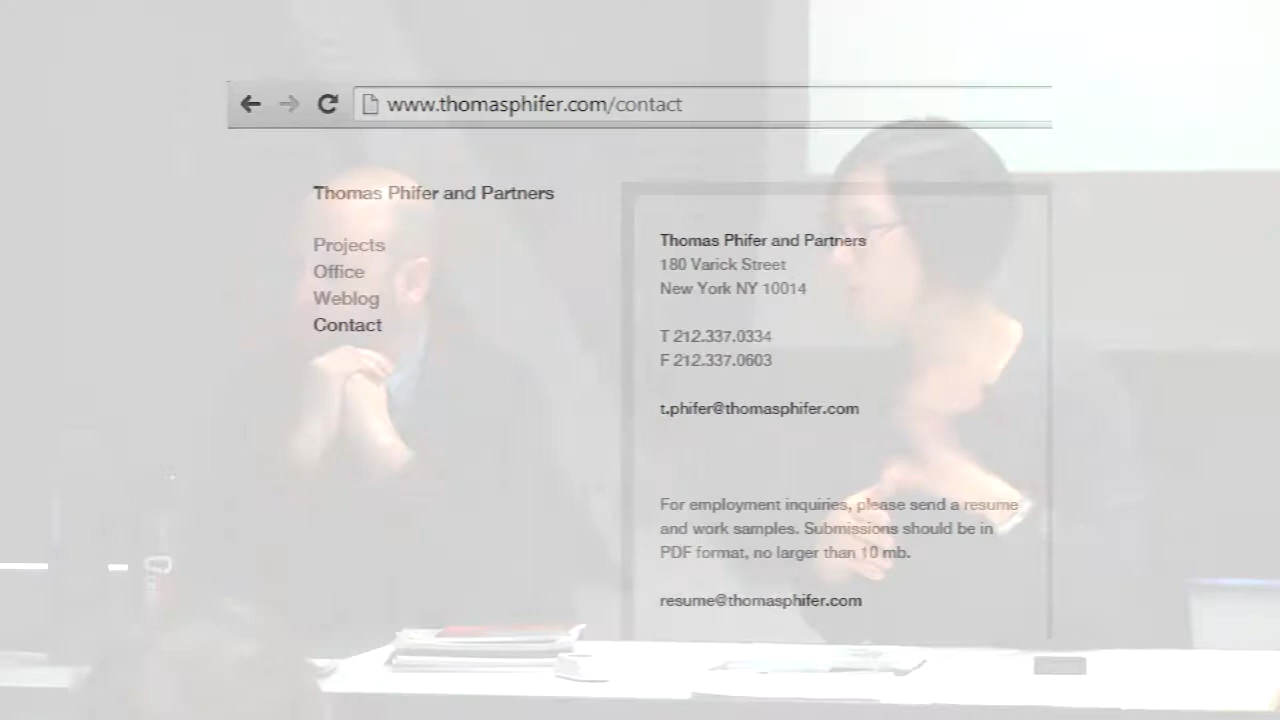 www.thomasphifer.com/contact
Thomas Phifer and Partners
Projects
Office
Weblog
Contact
Thomas Phifer and Partners
180 Varick Street
New York NY 10014
T 212.337.0334
F 212.337.0603
t.phifer@thomasphifer.com
For employment inquiries, please send a resume
and work samples. Submissions should be in
PDF format, no larger than 10 mb.
resume@thomasphifer.com